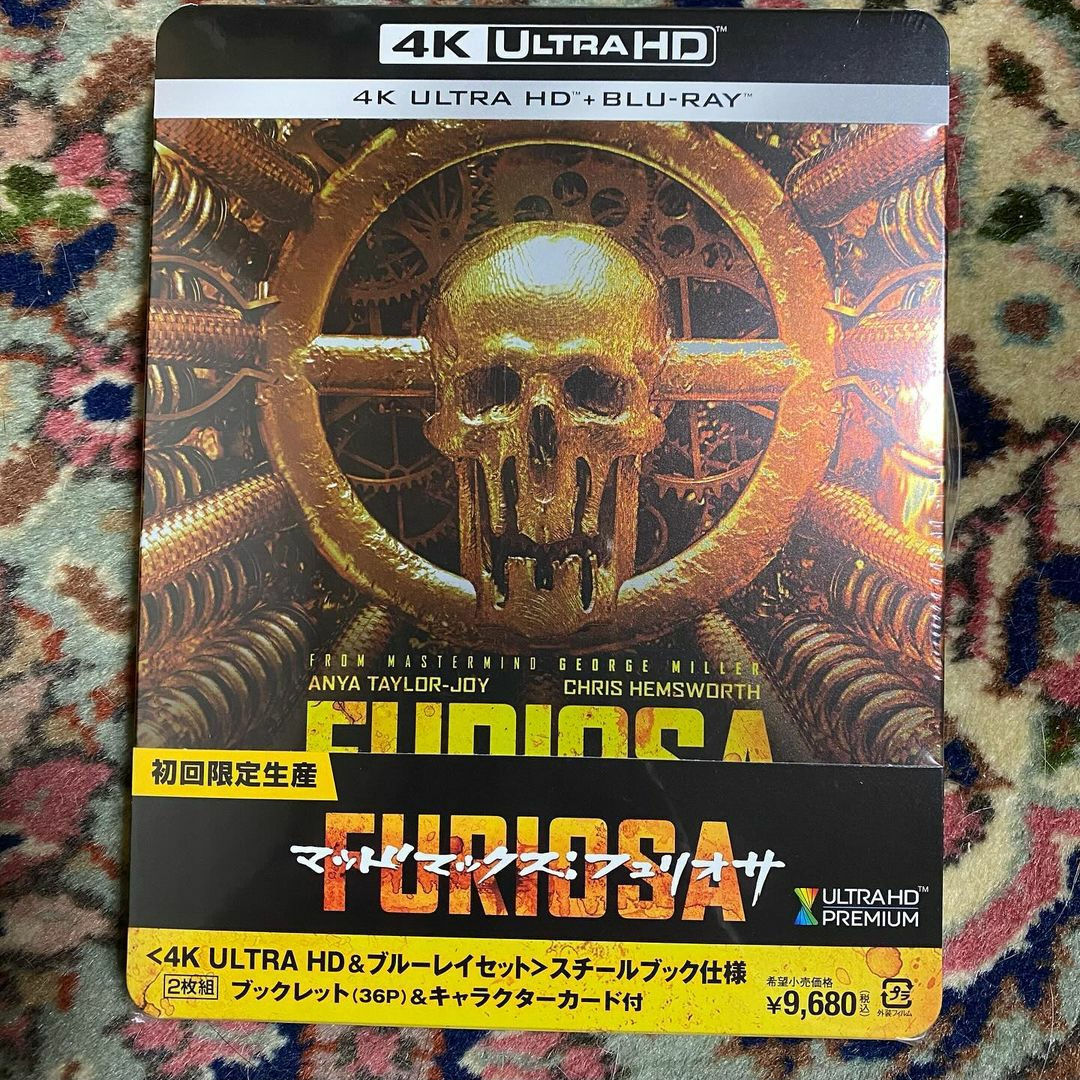 4K ULTRA HD™
4K ULTRA HD™+BLU-RAY™
FROM MASTERMIND GEORGE MILLER
ANYA TAYLOR-JOY CHRIS HEMSWORTH
FURIOSA
初回限定生産
FURIOSA
マッドマックス:フュリオサ
ULTRA HD™
PREMIUM
<4K ULTRA HD&ブルーレイセット>スチールブック仕様
2枚組 ブックレット(36P)&キャラクターカード付
希望小売価格
¥9,680(税込)
プラ
外装フィルム